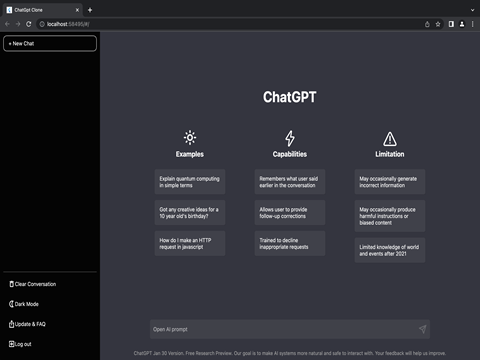 ChatGpt Clone
localhost:58495/#/
+ New Chat
ChatGPT
Examples
Capabilities
Limitation
Explain quantum computing
in simple terms
Remembers what user said
earlier in the conversation
May occasionally generate
incorrect information
Got any creative ideas for a
10 year old's birthday?
Allows user to provide
follow-up corrections
May occasionally produce
harmful instructions or
biased content
How do I make an HTTP
request in javascript
Trained to decline
inappropriate requests
Limited knowledge of world
and events after 2021
Clear Conversation
Dark Mode
Update & FAQ
Log out
Open AI prompt
ChatGPT Jan 30 Version. Free Research Preview. Our goal is to make AI systems more natural and safe to interact with. Your feedback will help us improve.